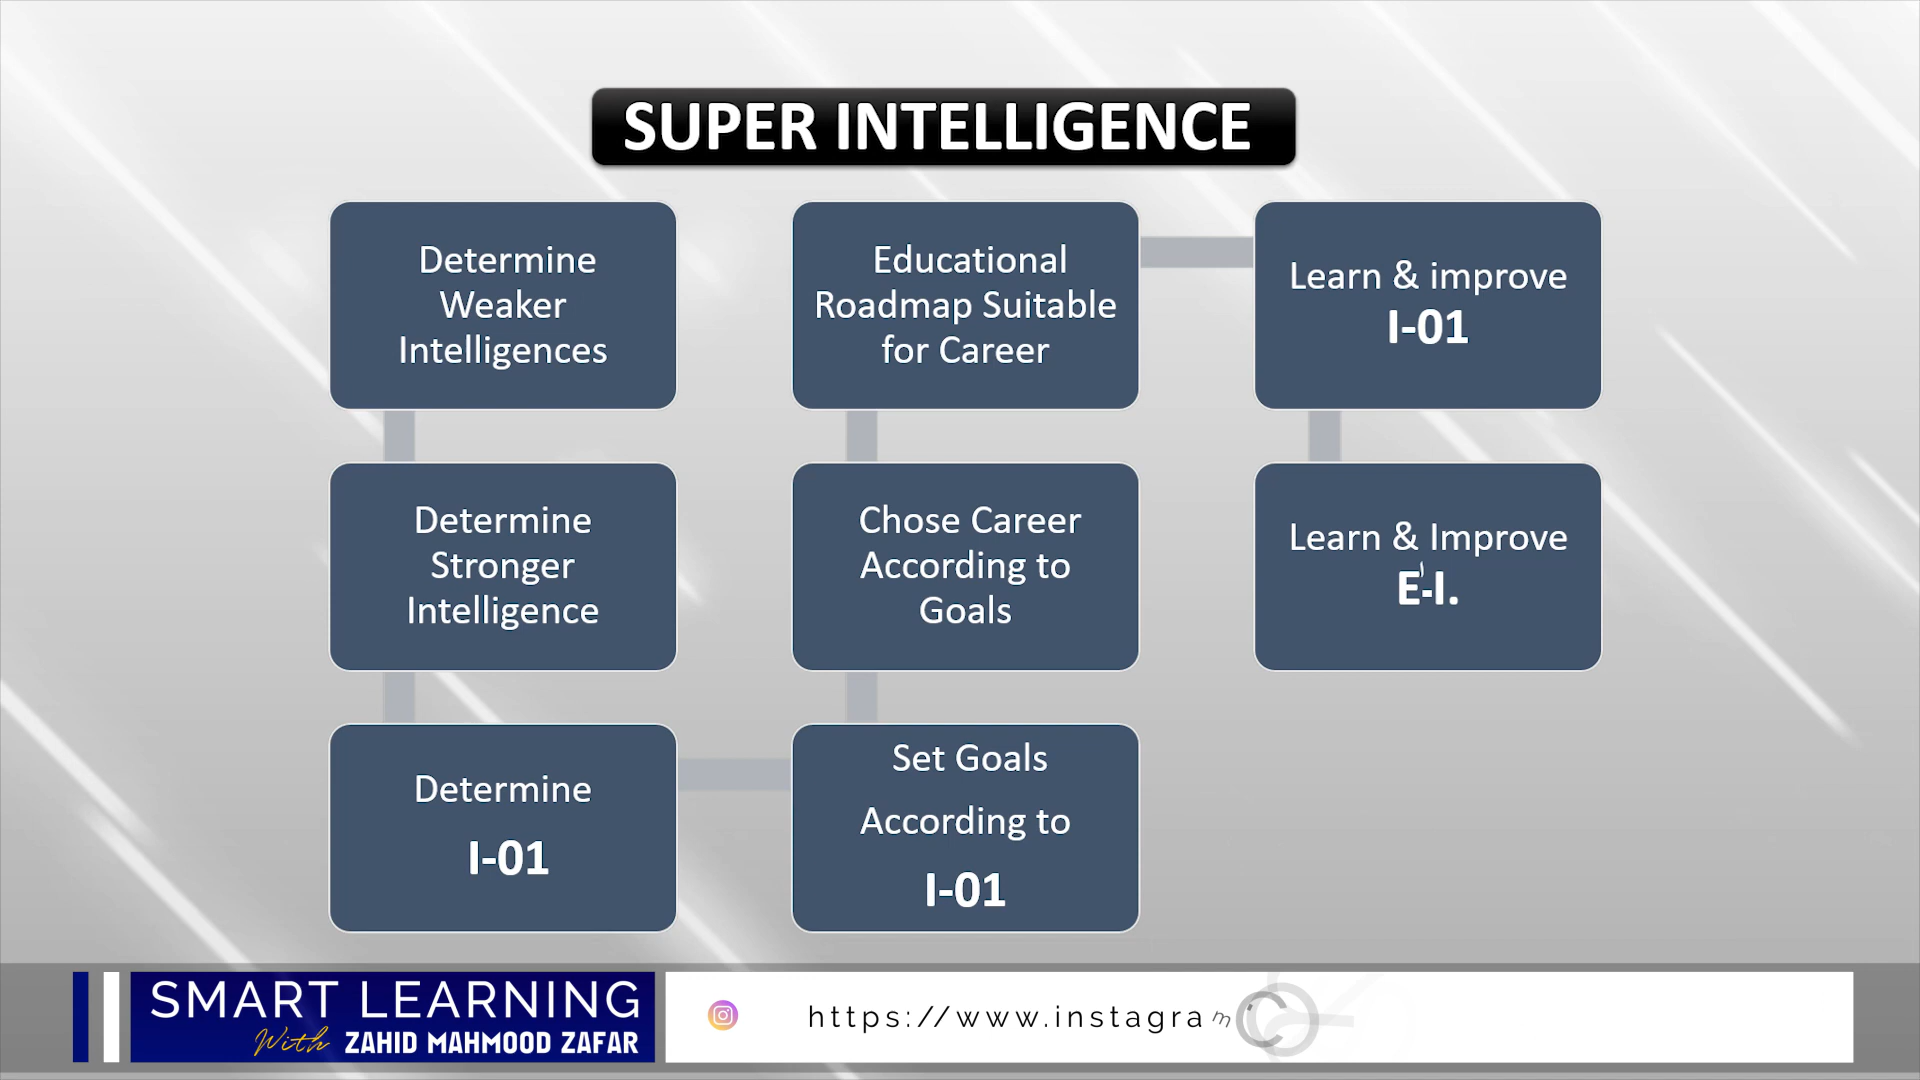 SUPER INTELLIGENCE
Determine
Weaker
Intelligences
Determine
Stronger
Intelligence
Determine
I-01
Set Goals
According to
I-01
Chose Career
According to
Goals
Educational
Roadmap Suitable
for Career
Learn & improve
I-01
Learn & Improve
E-I.
SMART LEARNING
With ZAHID MAHMOOD ZAFAR
https://www.instagram